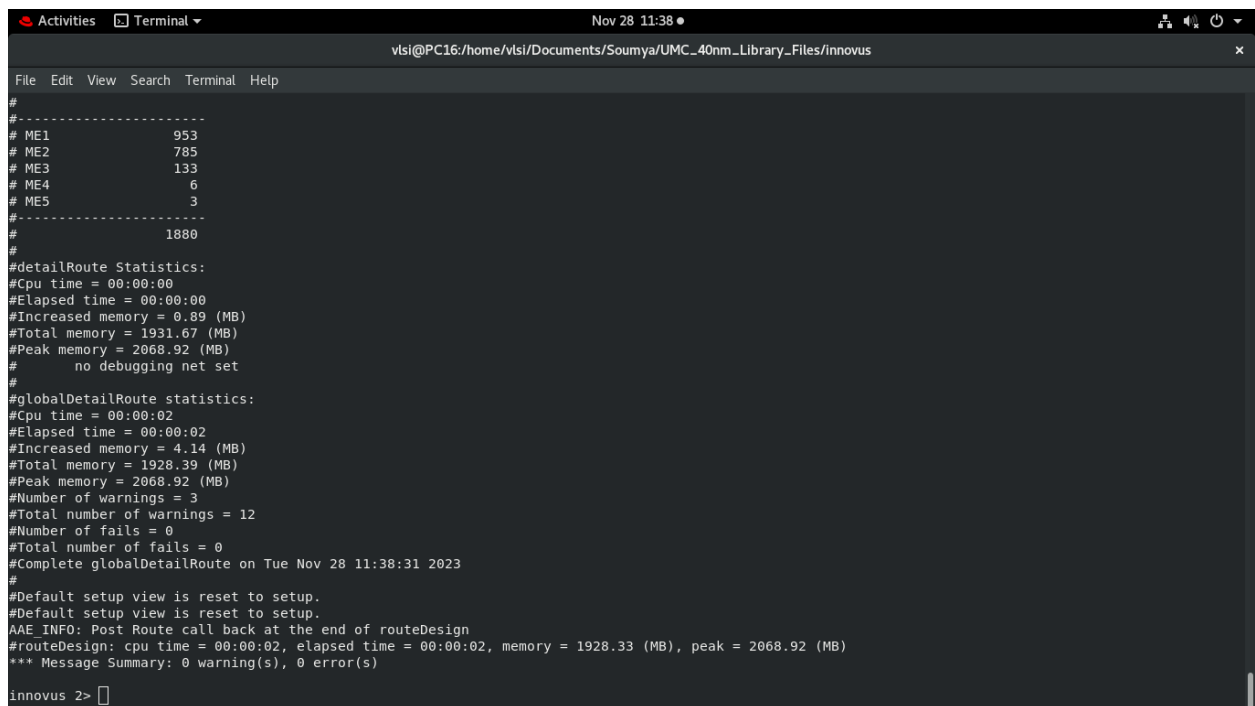 Activities Terminal Nov 28 11:38
vlsi@PC16:/home/vlsi/Documents/Soumya/UMC_40nm_Library_Files/innovus ×
File Edit View Search Terminal Help
#
#-----------------------
# ME1 953
# ME2 785
# ME3 133
# ME4 6
# ME5 3
#-----------------------
# 1880
#
#detailRoute Statistics:
#Cpu time = 00:00:00
#Elapsed time = 00:00:00
#Increased memory = 0.89 (MB)
#Total memory = 1931.67 (MB)
#Peak memory = 2068.92 (MB)
# no debugging net set
#
#globalDetailRoute statistics:
#Cpu time = 00:00:02
#Elapsed time = 00:00:02
#Increased memory = 4.14 (MB)
#Total memory = 1928.39 (MB)
#Peak memory = 2068.92 (MB)
#Number of warnings = 3
#Total number of warnings = 12
#Number of fails = 0
#Total number of fails = 0
#Complete globalDetailRoute on Tue Nov 28 11:38:31 2023
#
#Default setup view is reset to setup.
#Default setup view is reset to setup.
AAE_INFO: Post Route call back at the end of routeDesign
#routeDesign: cpu time = 00:00:02, elapsed time = 00:00:02, memory = 1928.33 (MB), peak = 2068.92 (MB)
*** Message Summary: 0 warning(s), 0 error(s)
innovus 2>